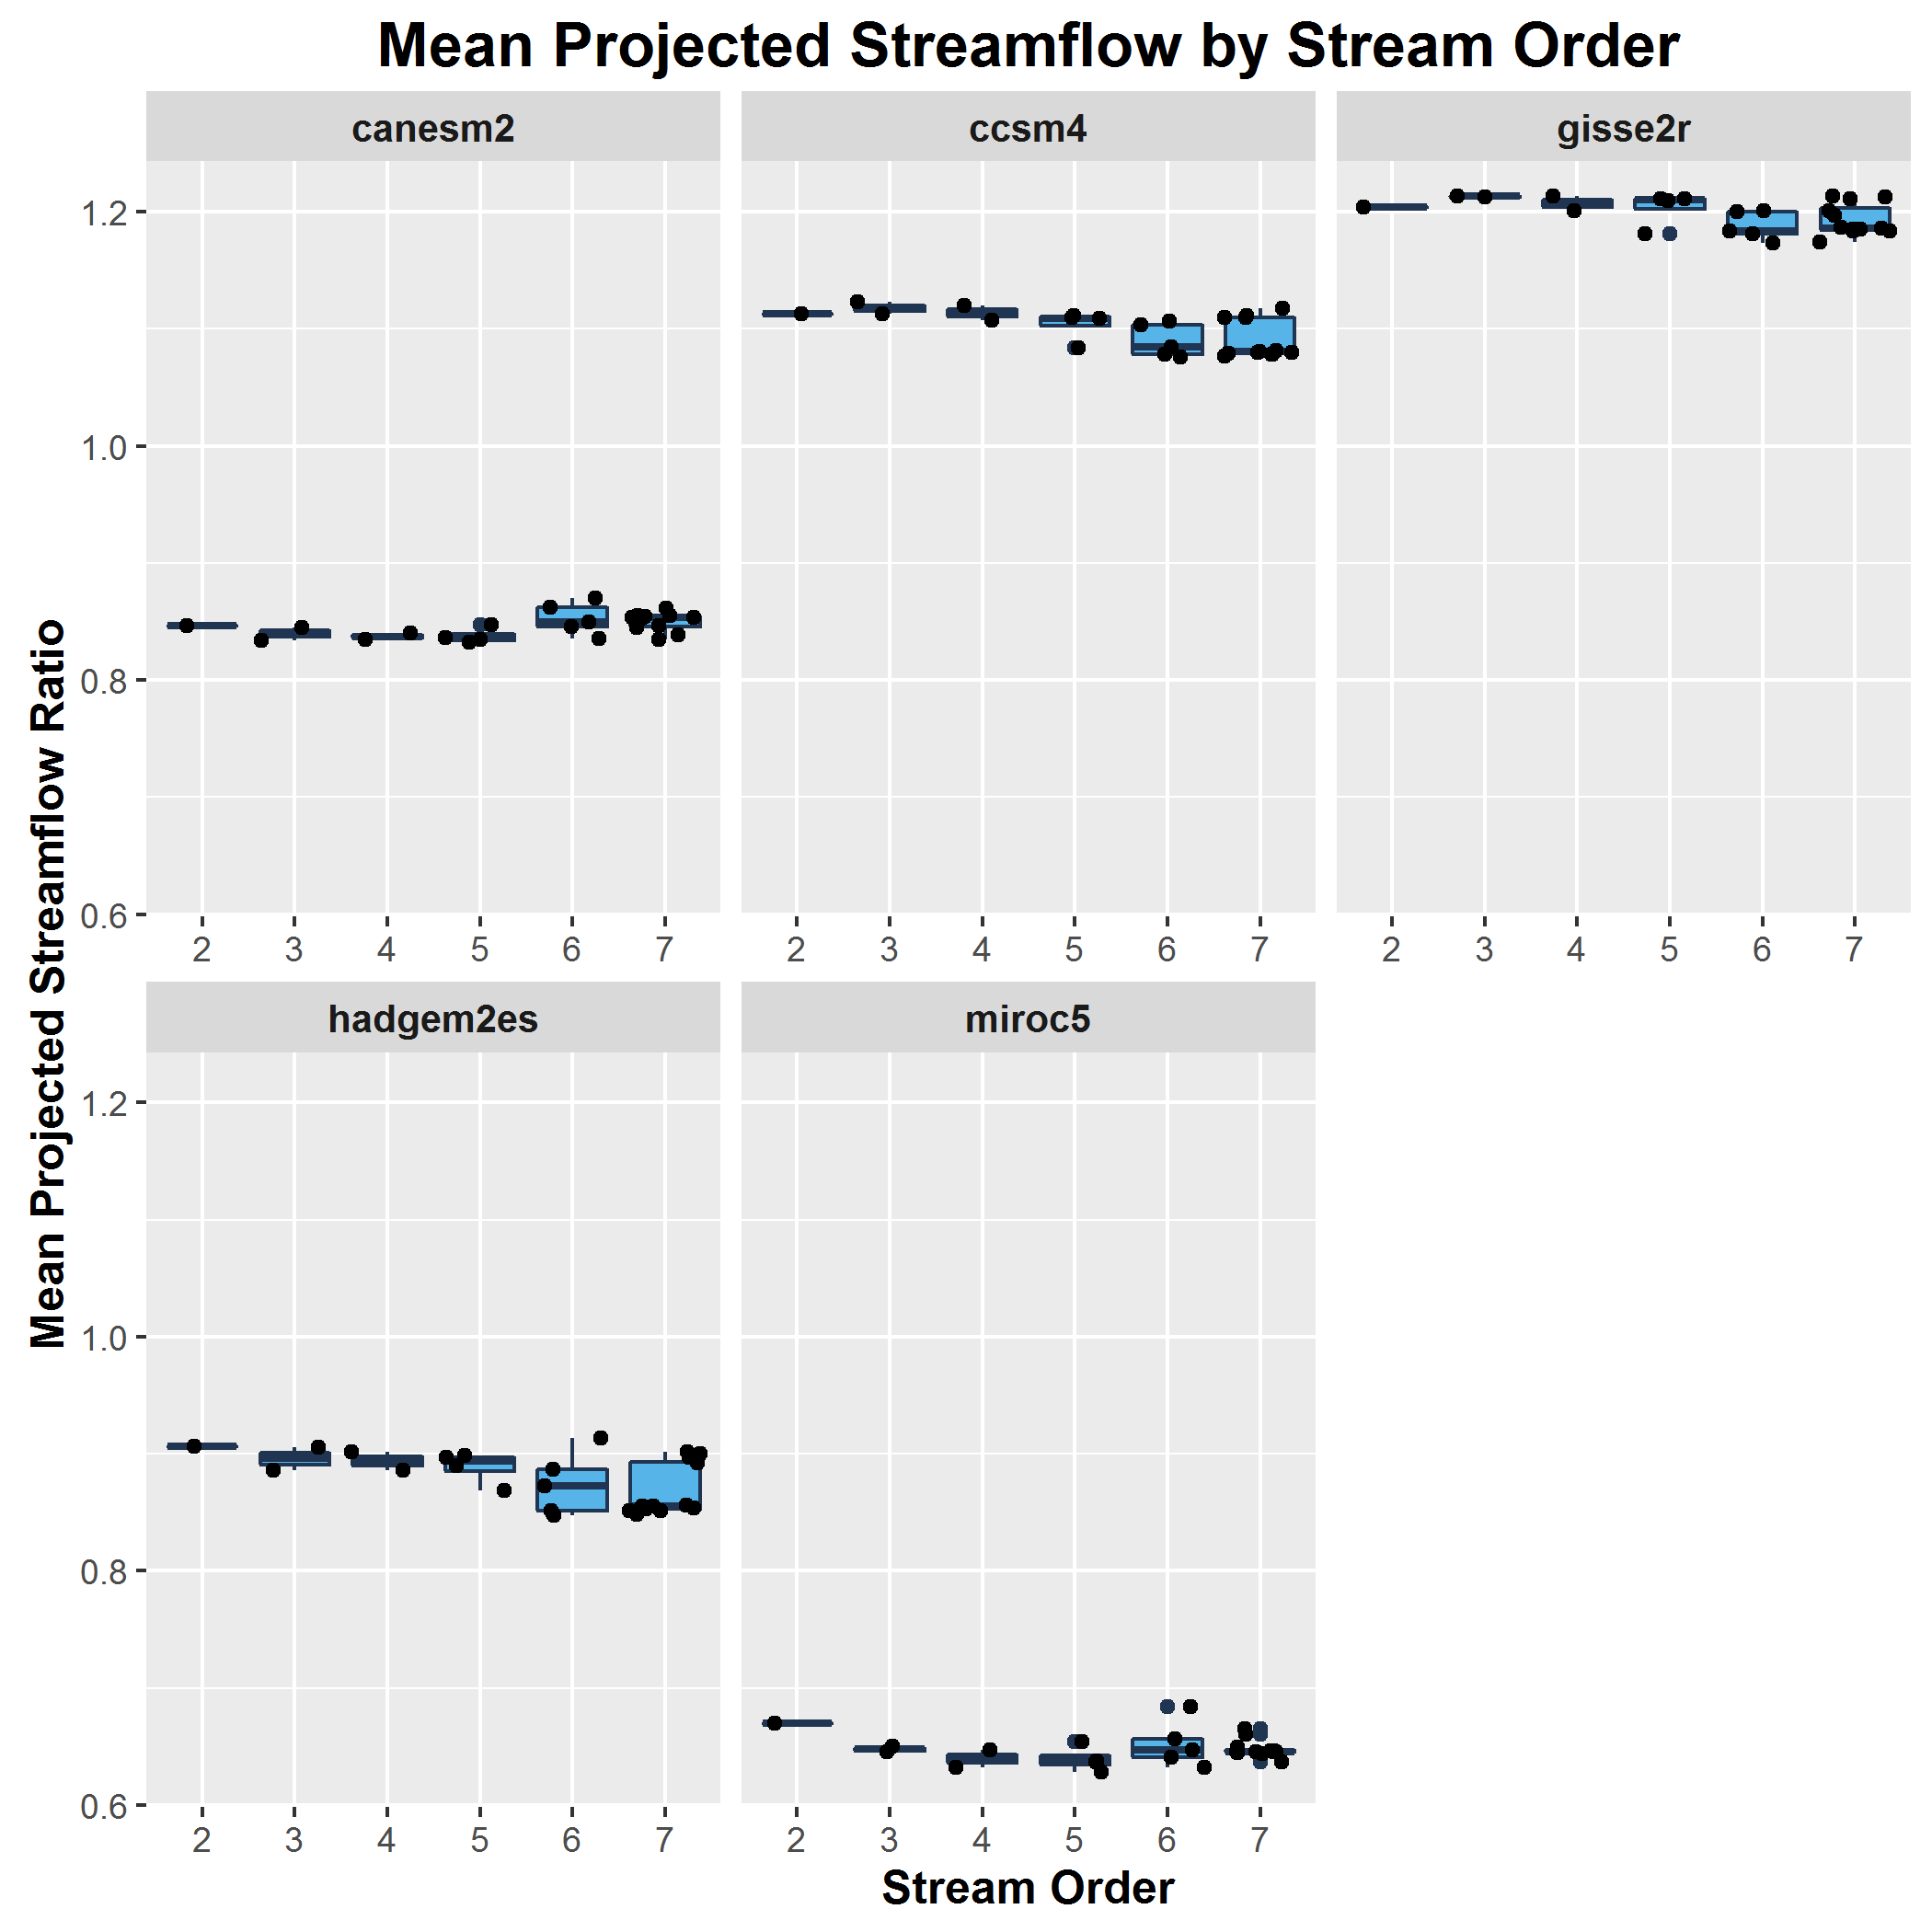 Mean Projected Streamflow by Stream Order
canesm2
ccsm4
gisse2r
1.2
1.0
0.8
0.6
2 3 4 5 6 7
2 3 4 5 6 7
2 3 4 5 6 7
hadgem2es
miroc5
1.2
1.0
0.8
0.6
2 3 4 5 6 7
2 3 4 5 6 7
Mean Projected Streamflow Ratio
Stream Order